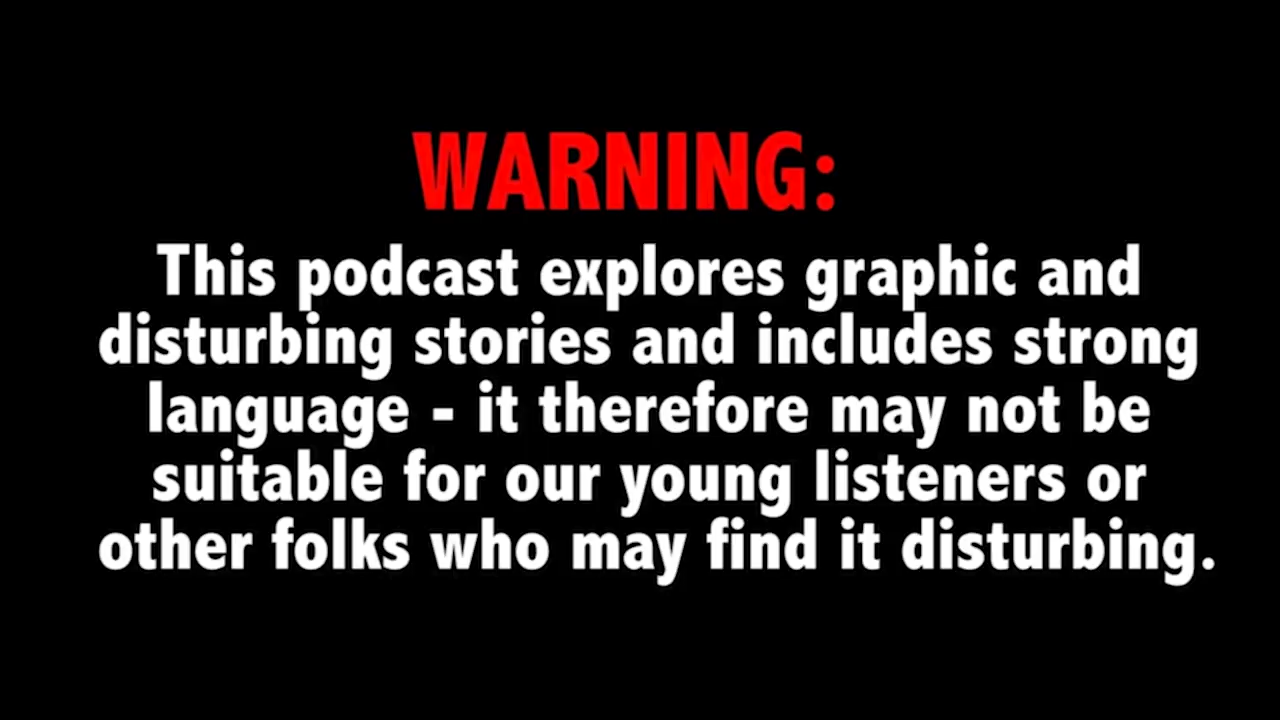 WARNING:
This podcast explores graphic and
disturbing stories and includes strong
language - it therefore may not be
suitable for our young listeners or
other folks who may find it disturbing.